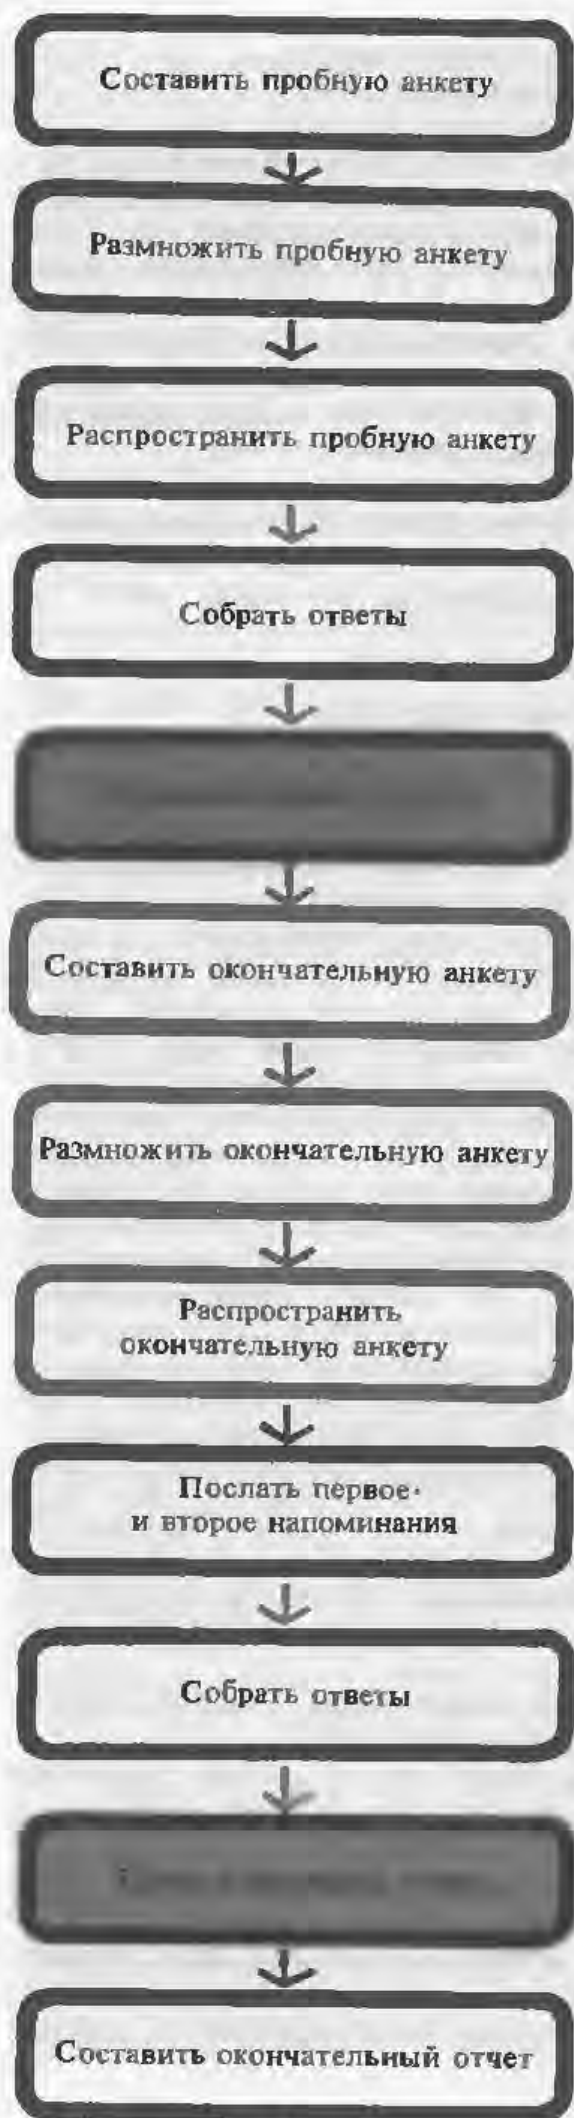 Составить пробную анкету
Размножить пробную анкету
Распространить пробную анкету
Собрать ответы
Составить окончательную анкету
Размножить окончательную анкету
Распространить
окончательную анкету
Послать первое
и второе напоминания
Собрать ответы
Составить окончательный отчет